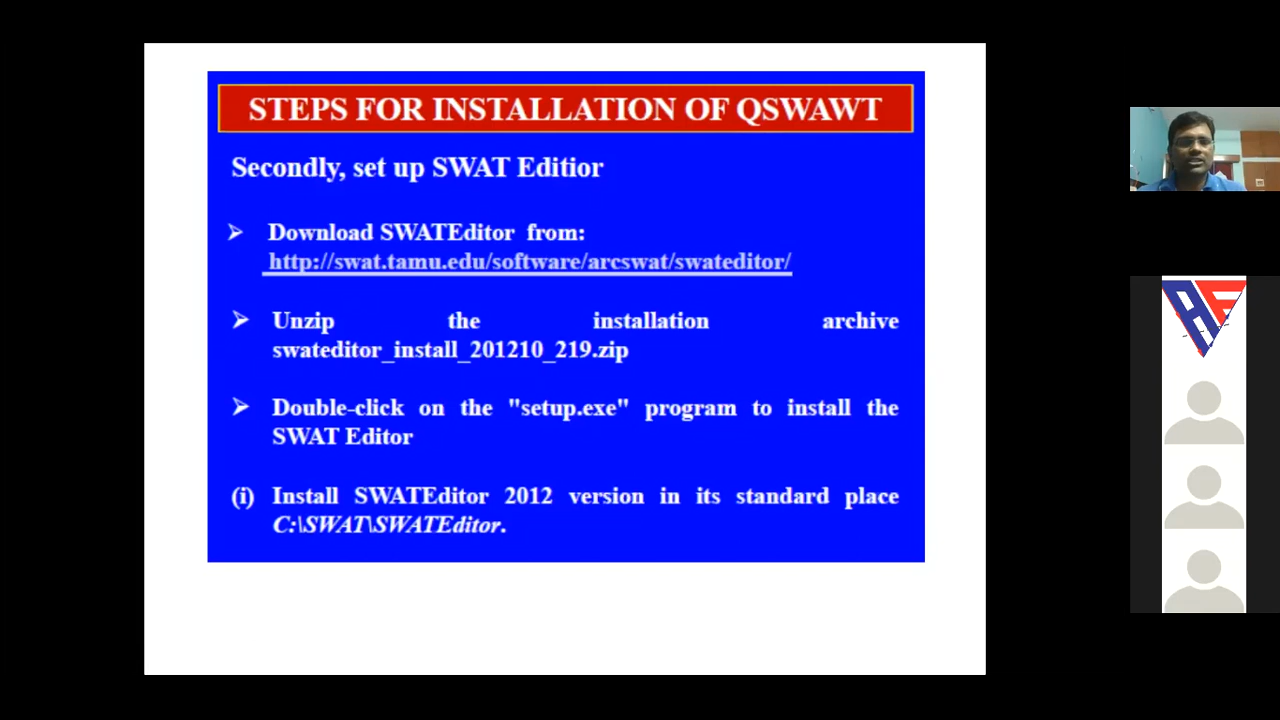 STEPS FOR INSTALLATION OF QSWAWT
Secondly, set up SWAT Editior
Download SWATEditor from:
http://swat.tamu.edu/software/arcswat/swateditor/
Unzip the installation archive
swateditor_install_201210_219.zip
Double-click on the "setup.exe" program to install the
SWAT Editor
(i) Install SWATEditor 2012 version in its standard place
C:\SWAT\SWATEditor.